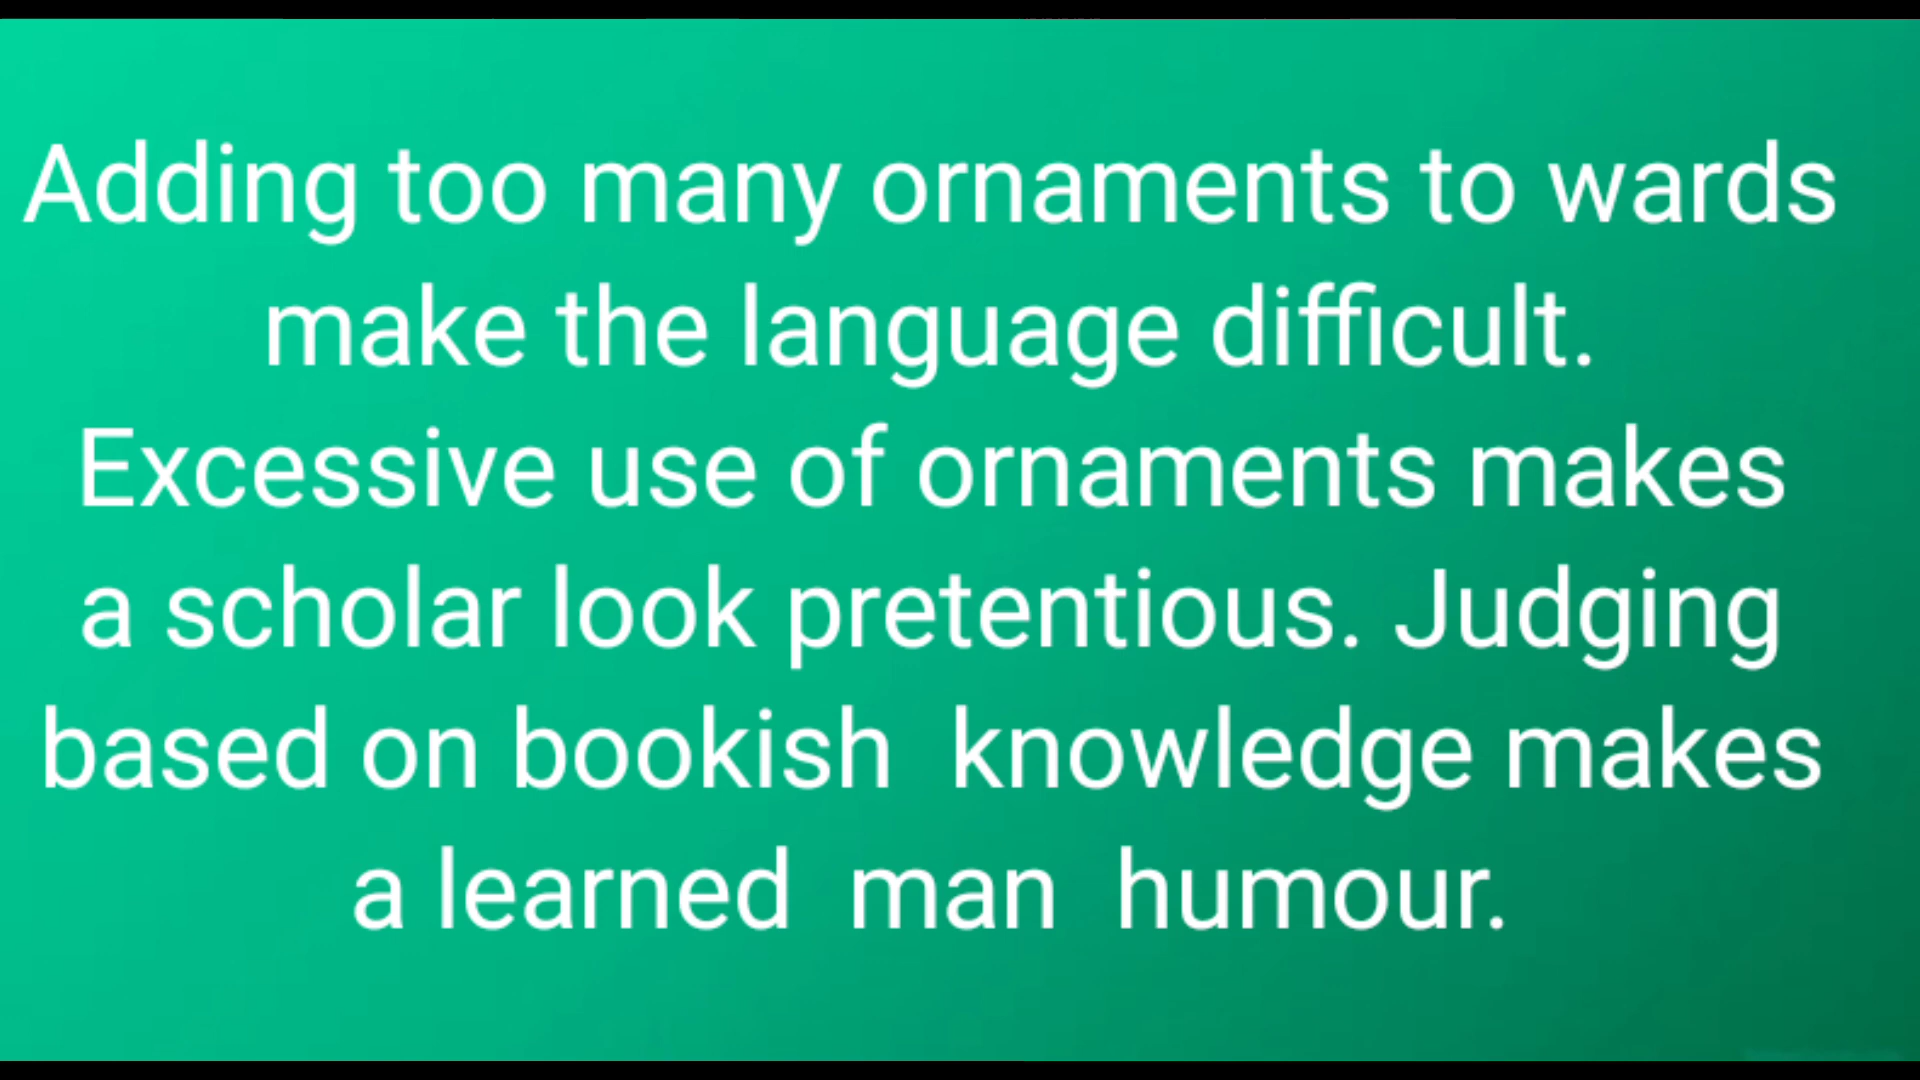 Adding too many ornaments to wards
make the language difficult.
Excessive use of ornaments makes
a scholar look pretentious. Judging
based on bookish knowledge makes
a learned man humour.